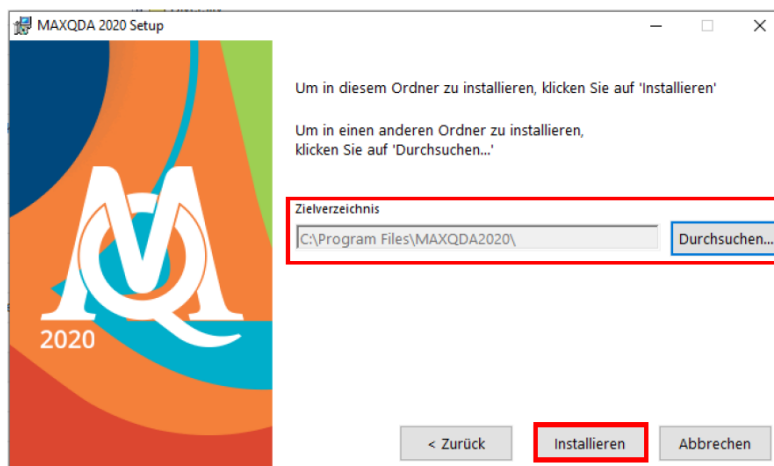 MAXQDA 2020 Setup
Um in diesem Ordner zu installieren, klicken Sie auf 'Installieren'
Um in einen anderen Ordner zu installieren,
klicken Sie auf 'Durchsuchen...'
Zielverzeichnis
C:\Program Files\MAXQDA2020\
Durchsuchen...
MQ
2020
< Zurück
Installieren
Abbrechen